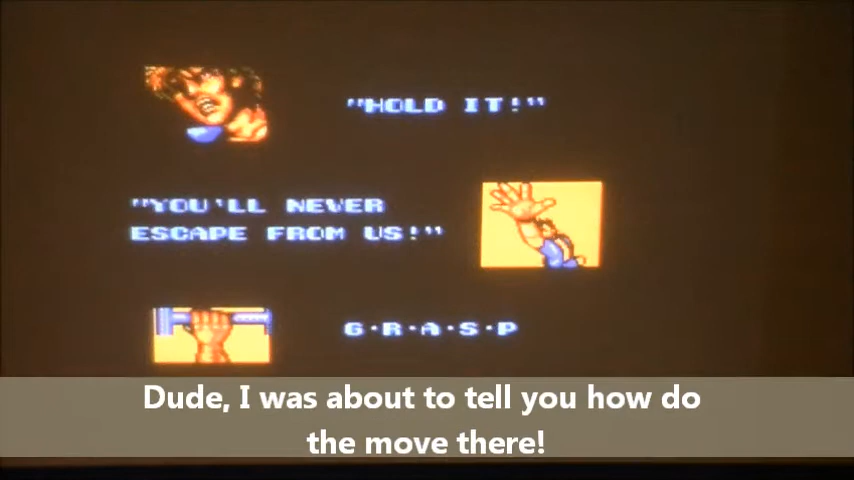 "HOLD IT!"
"YOU'LL NEVER
ESCAPE FROM US!"
G·R·A·S·P
Dude, I was about to tell you how do
the move there!